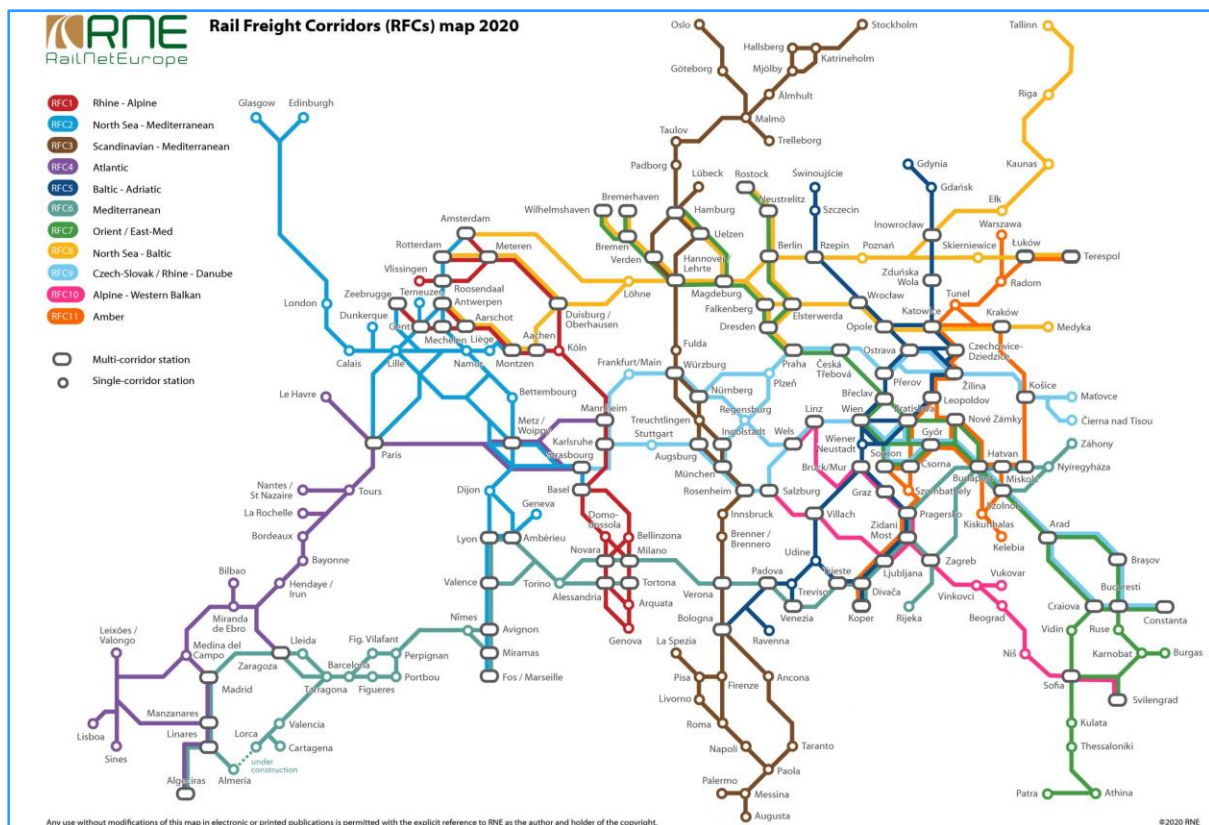 RNE
RailNetEurope
Rail Freight Corridors (RFCs) map 2020
RFC1 Rhine - Alpine
RFC2 North Sea - Mediterranean
RFC3 Scandinavian - Mediterranean
RFC4 Atlantic
RFC5 Baltic - Adriatic
RFC6 Mediterranean
RFC7 Orient / East-Med
RFC8 North Sea - Baltic
RFC9 Czech-Slovak / Rhine - Danube
RFC10 Alpine - Western Balkan
RFC11 Amber
Multi-corridor station
Single-corridor station
Oslo
Stockholm
Tallinn
Hallsberg
Katrineholm
Göteborg
Mjölby
Älmhult
Riga
Glasgow
Edinburgh
Malmö
Taulov
Trelleborg
Padborg
Kaunas
Gdynia
Lübeck
Rostock
Świnoujście
Gdańsk
Bremerhaven
Wilhelmshaven
Neustrelitz
Ełk
Hamburg
Szczecin
Inowrocław
Warszawa
Amsterdam
Uelzen
Bremen
Rotterdam
Meteren
Verden
Hannover/
Lehrte
Berlin
Rzepin
Poznań
Skierniewice
Łuków
Terespol
Vlissingen
Roosendaal
Zduńska
Wola
Radom
Zeebrugge
Terneuzen
Löhne
Magdeburg
Tunel
London
Antwerpen
Falkenberg
Wrocław
Katowice
Kraków
Dunkerque
Gent
Aarschot
Duisburg /
Oberhausen
Elsterwerda
Opole
Medyka
Mechelen
Liège
Aachen
Dresden
Czechowice-
Dziedzice
Calais
Lille
Namur
Montzen
Köln
Fulda
Praha
Česká
Třebová
Ostrava
Frankfurt/Main
Würzburg
Přerov
Žilina
Košice
Plzeň
Bettembourg
Nürnberg
Břeclav
Leopoldov
Maťovce
Le Havre
Mannheim
Regensburg
Linz
Wien
Bratislava
Nové Zámky
Čierna nad Tisou
Metz /
Woippy
Treuchtlingen
Ingolstadt
Karlsruhe
Stuttgart
Wels
Wiener
Neustadt
Győr
Paris
Strasbourg
Augsburg
Sopron
Csorna
Hatvan
Záhony
Basel
München
Bruck/Mur
Budapest
Miskolc
Nyíregyháza
Nantes /
St Nazaire
Tours
Dijon
Rosenheim
Salzburg
Graz
Szombathely
Szolnok
Geneva
La Rochelle
Domo-
dossola
Innsbruck
Villach
Pragersko
Kiskunhalas
Bordeaux
Lyon
Ambérieu
Bellinzona
Brenner /
Brennero
Zidani
Most
Kelebia
Arad
Bayonne
Novara
Milano
Udine
Brașov
Bilbao
Hendaye /
Irun
Valence
Torino
Padova
Trieste
Ljubljana
Zagreb
Vukovar
Alessandria
Tortona
Verona
Treviso
Divača
Vinkovci
Bucuresti
Miranda
de Ebro
Arquata
Venezia
Koper
Rijeka
Beograd
Craiova
Constanta
Leixões /
Valongo
Nîmes
Avignon
Genova
Bologna
Ravenna
Vidin
Ruse
Medina del
Campo
Lleida
Fig. Vilafant
La Spezia
Zaragoza
Barcelona
Perpignan
Miramas
Niš
Karnobat
Burgas
Madrid
Tarragona
Figueres
Portbou
Fos / Marseille
Pisa
Firenze
Ancona
Sofia
Livorno
Svilengrad
Manzanares
Roma
Lisboa
Linares
Lorca
Valencia
Kulata
Sines
Cartagena
Napoli
Taranto
Thessaloniki
under
construction
Algeciras
Almería
Palermo
Paola
Messina
Patra
Athina
Augusta
Any use without modifications of this map in electronic or printed publications is permitted with the explicit reference to RNE as the author and holder of the copyright.
©2020 RNE